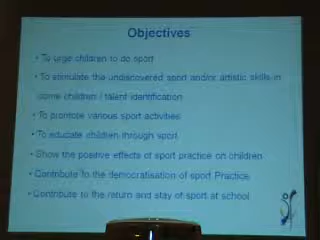 Objectives
• To urge children to do sport
• To stimulate the undiscovered sport and/or artistic skills in
some children / talent identification
• To promote various sport activities
• To educate children through sport
• Show the positive effects of sport practice on children
• Contribute to the democratisation of sport Practice
• Contribute to the return and stay of sport at school